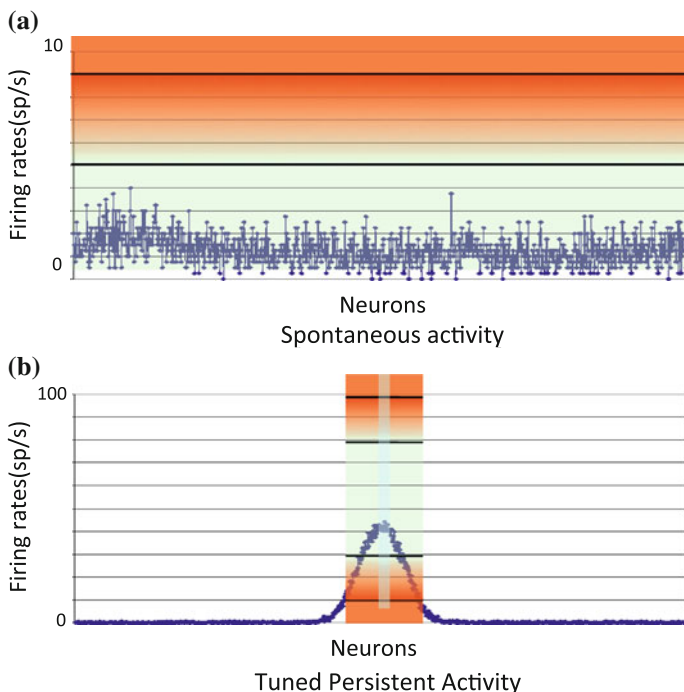 (a)
10
Firing rates(sp/s)
0
Neurons
Spontaneous activity
(b)
100
Firing rates(sp/s)
0
Neurons
Tuned Persistent Activity